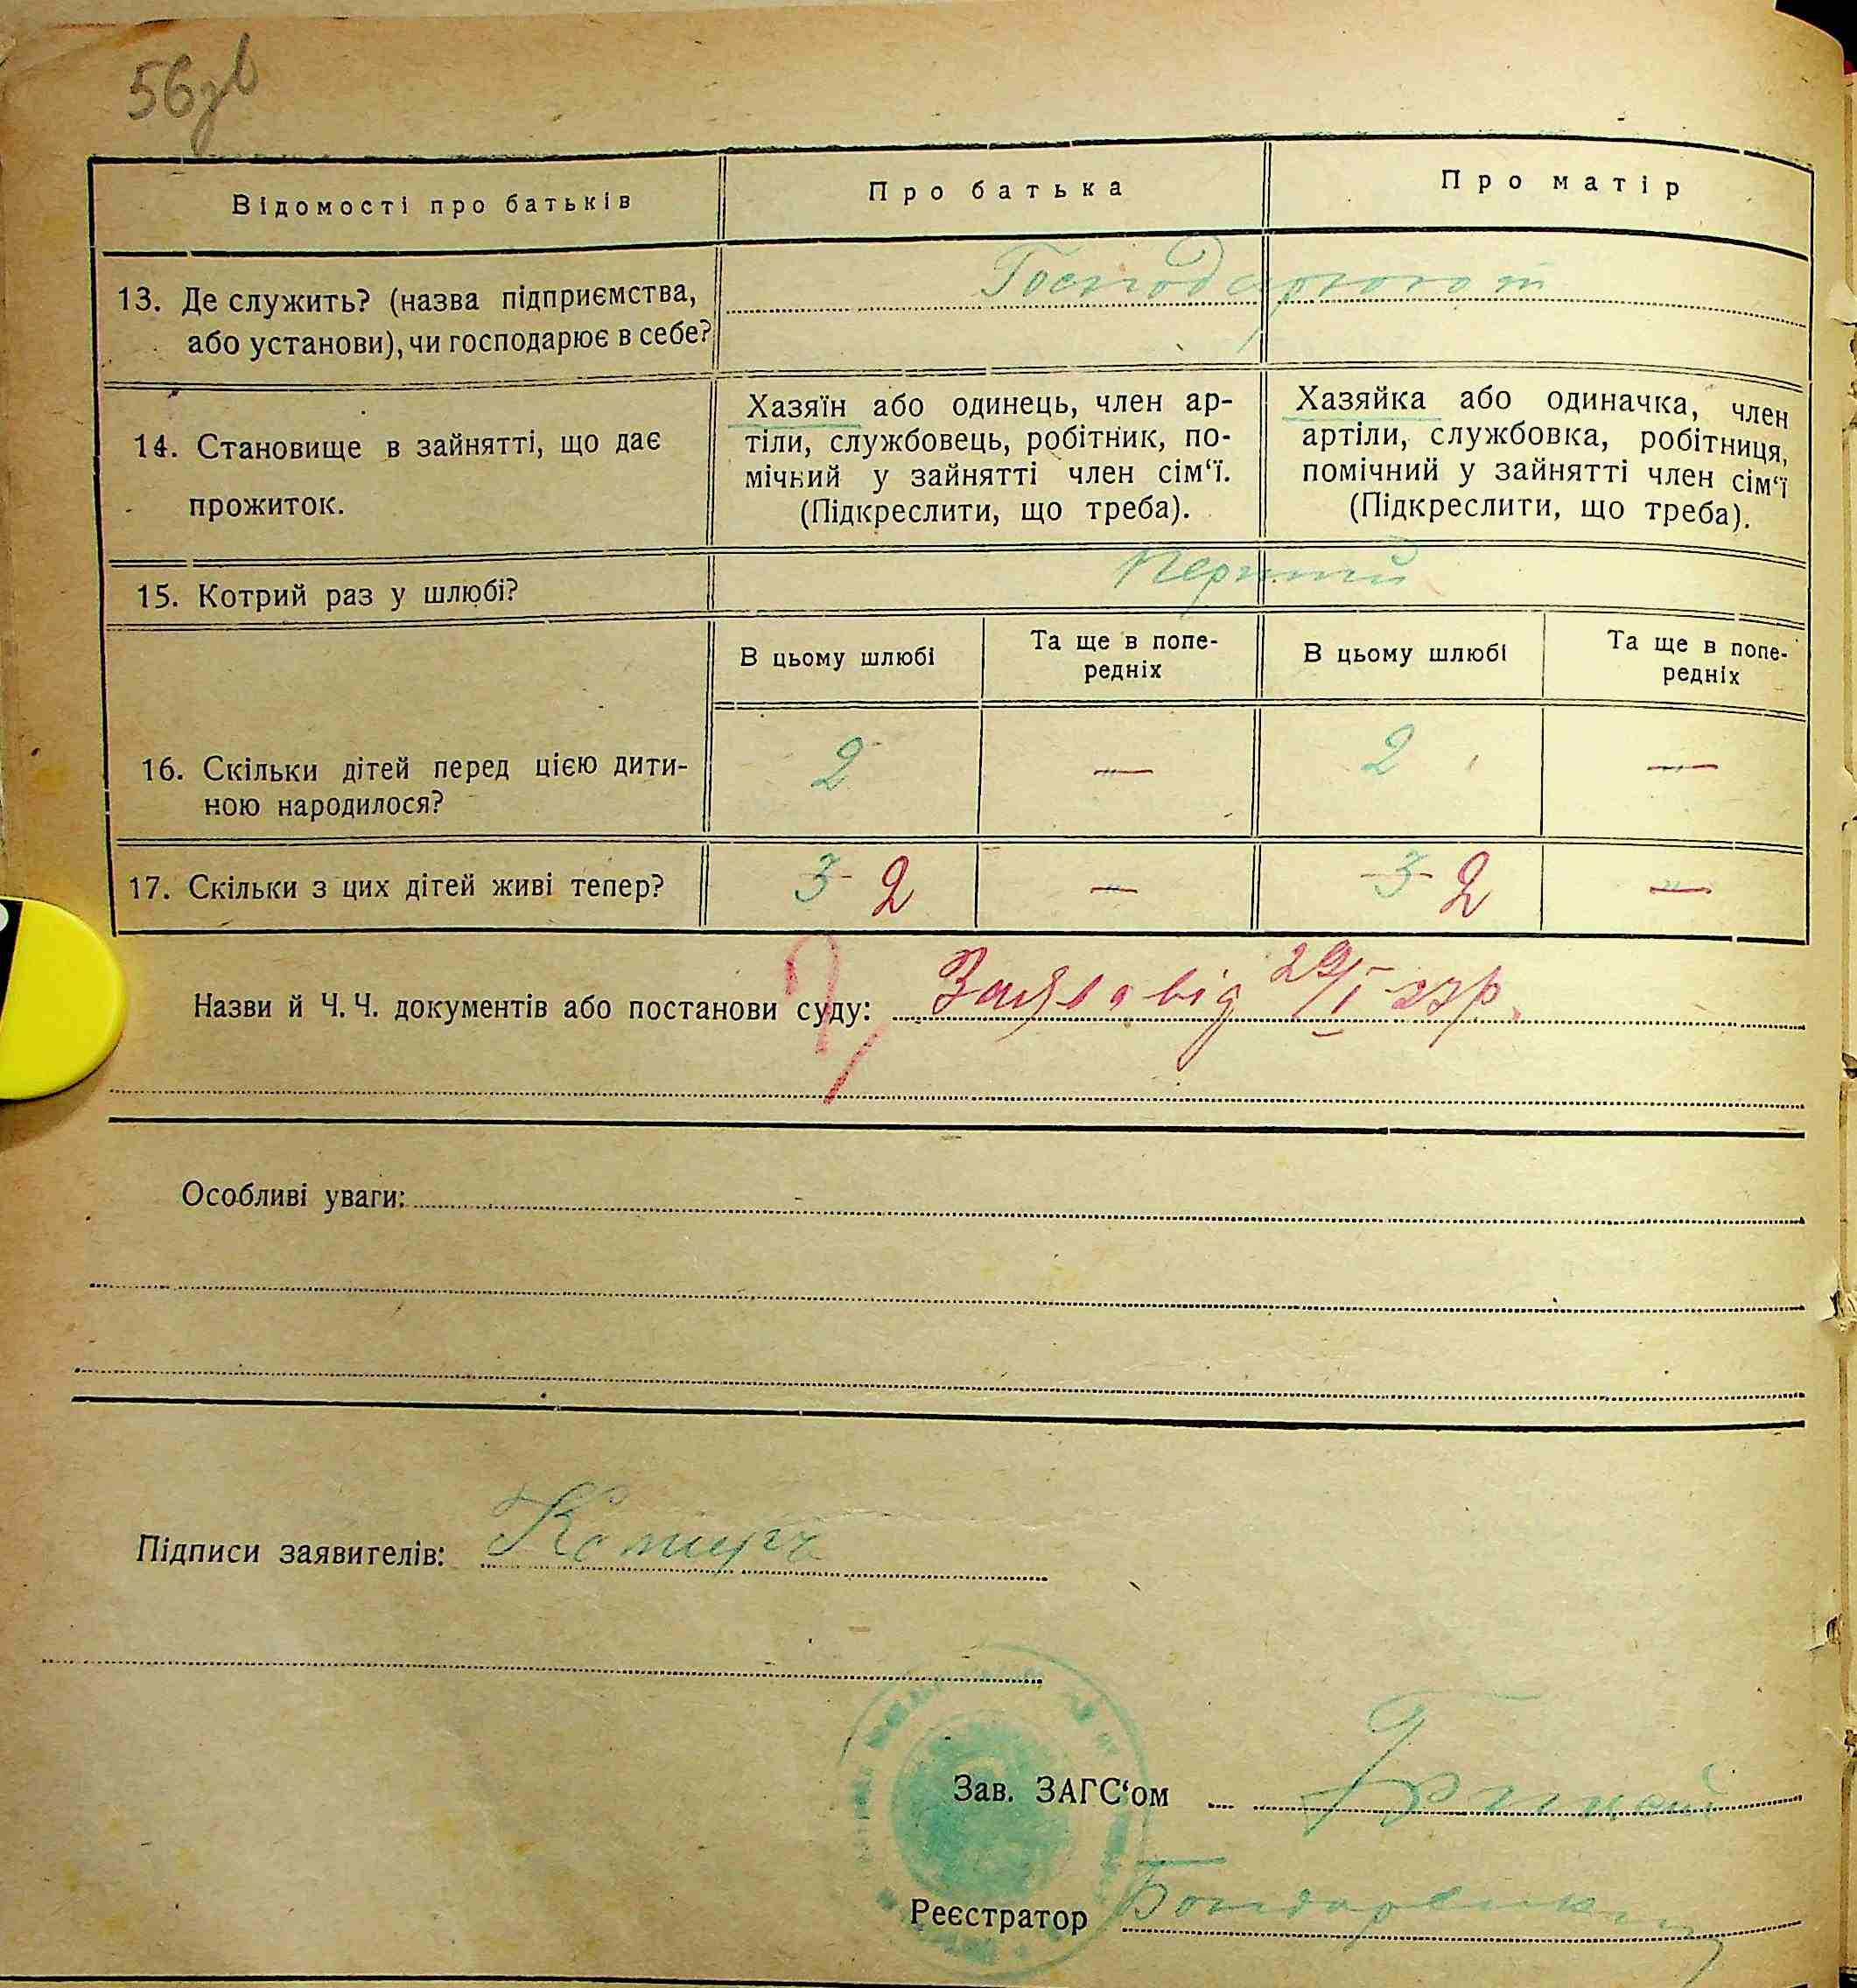 56зв
Відомості про батьків
Про батька
Про матір
13. Де служить? (назва підприємства,
або установи), чи господарює в себе?
14. Становище в зайнятті, що дає
прожиток.
Хазяїн або одинець, член ар-
тіли, службовець, робітник, по-
мічний у зайнятті член сім‘ї.
(Підкреслити, що треба).
Хазяйка або одиначка, член
артіли, службовка, робітниця,
помічний у зайнятті член сім‘ї
(Підкреслити, що треба).
15. Котрий раз у шлюбі?
Перший
В цьому шлюбі
Та ще в попе-
редніх
В цьому шлюбі
Та ще в попе-
редніх
16. Скільки дітей перед цією дити-
ною народилося?
2 — 2 —
17. Скільки з цих дітей живі тепер?
3 2 — 3 2 —
Назви й Ч. Ч. документів або постанови суду: Заява від 29/I
Особливі уваги:
Підписи заявителів:
Зав. ЗАГС‘ом
Реєстратор Бондаренко